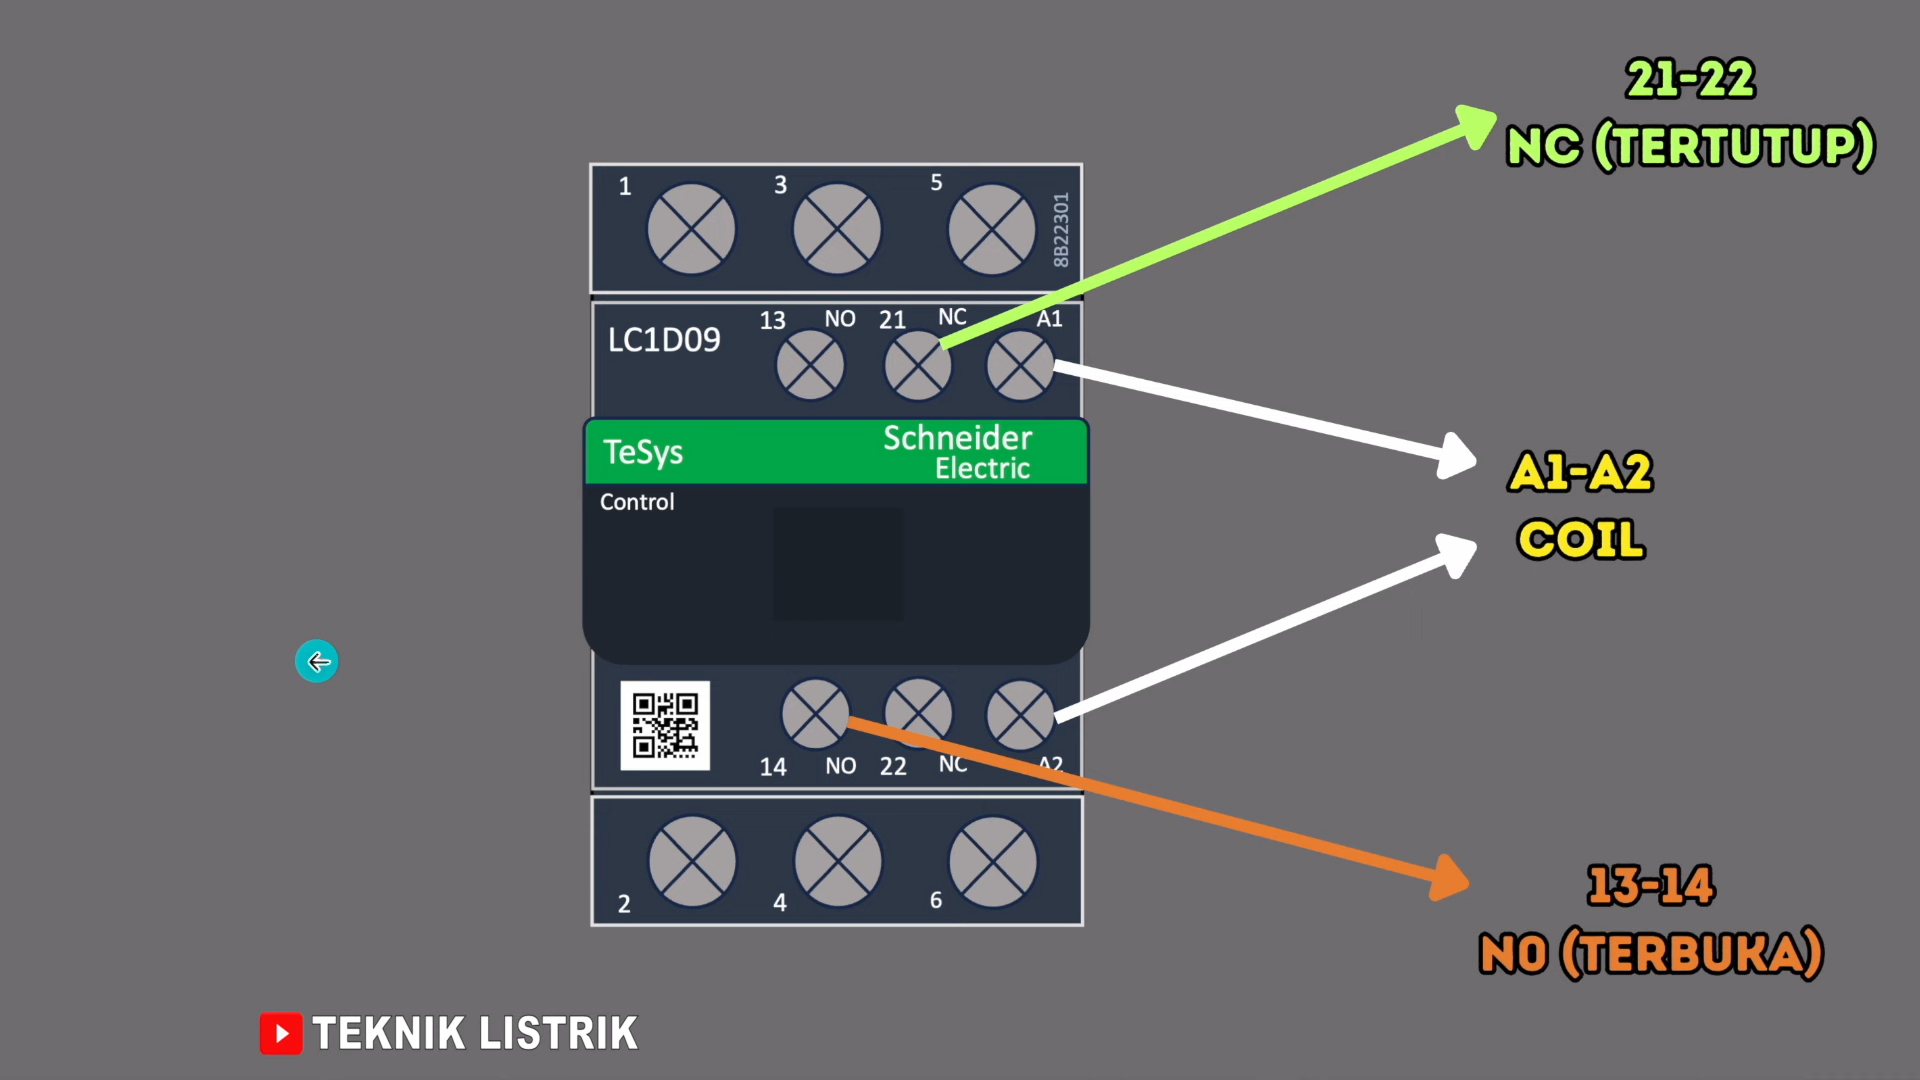 21-22
NC (TERTUTUP)
1 3 5
8B22301
LC1D09
13 NO 21 NC A1
TeSys
Schneider
Electric
Control
A1-A2
COIL
14 NO 22 NC A2
2 4 6
13-14
NO (TERBUKA)
TEKNIK LISTRIK